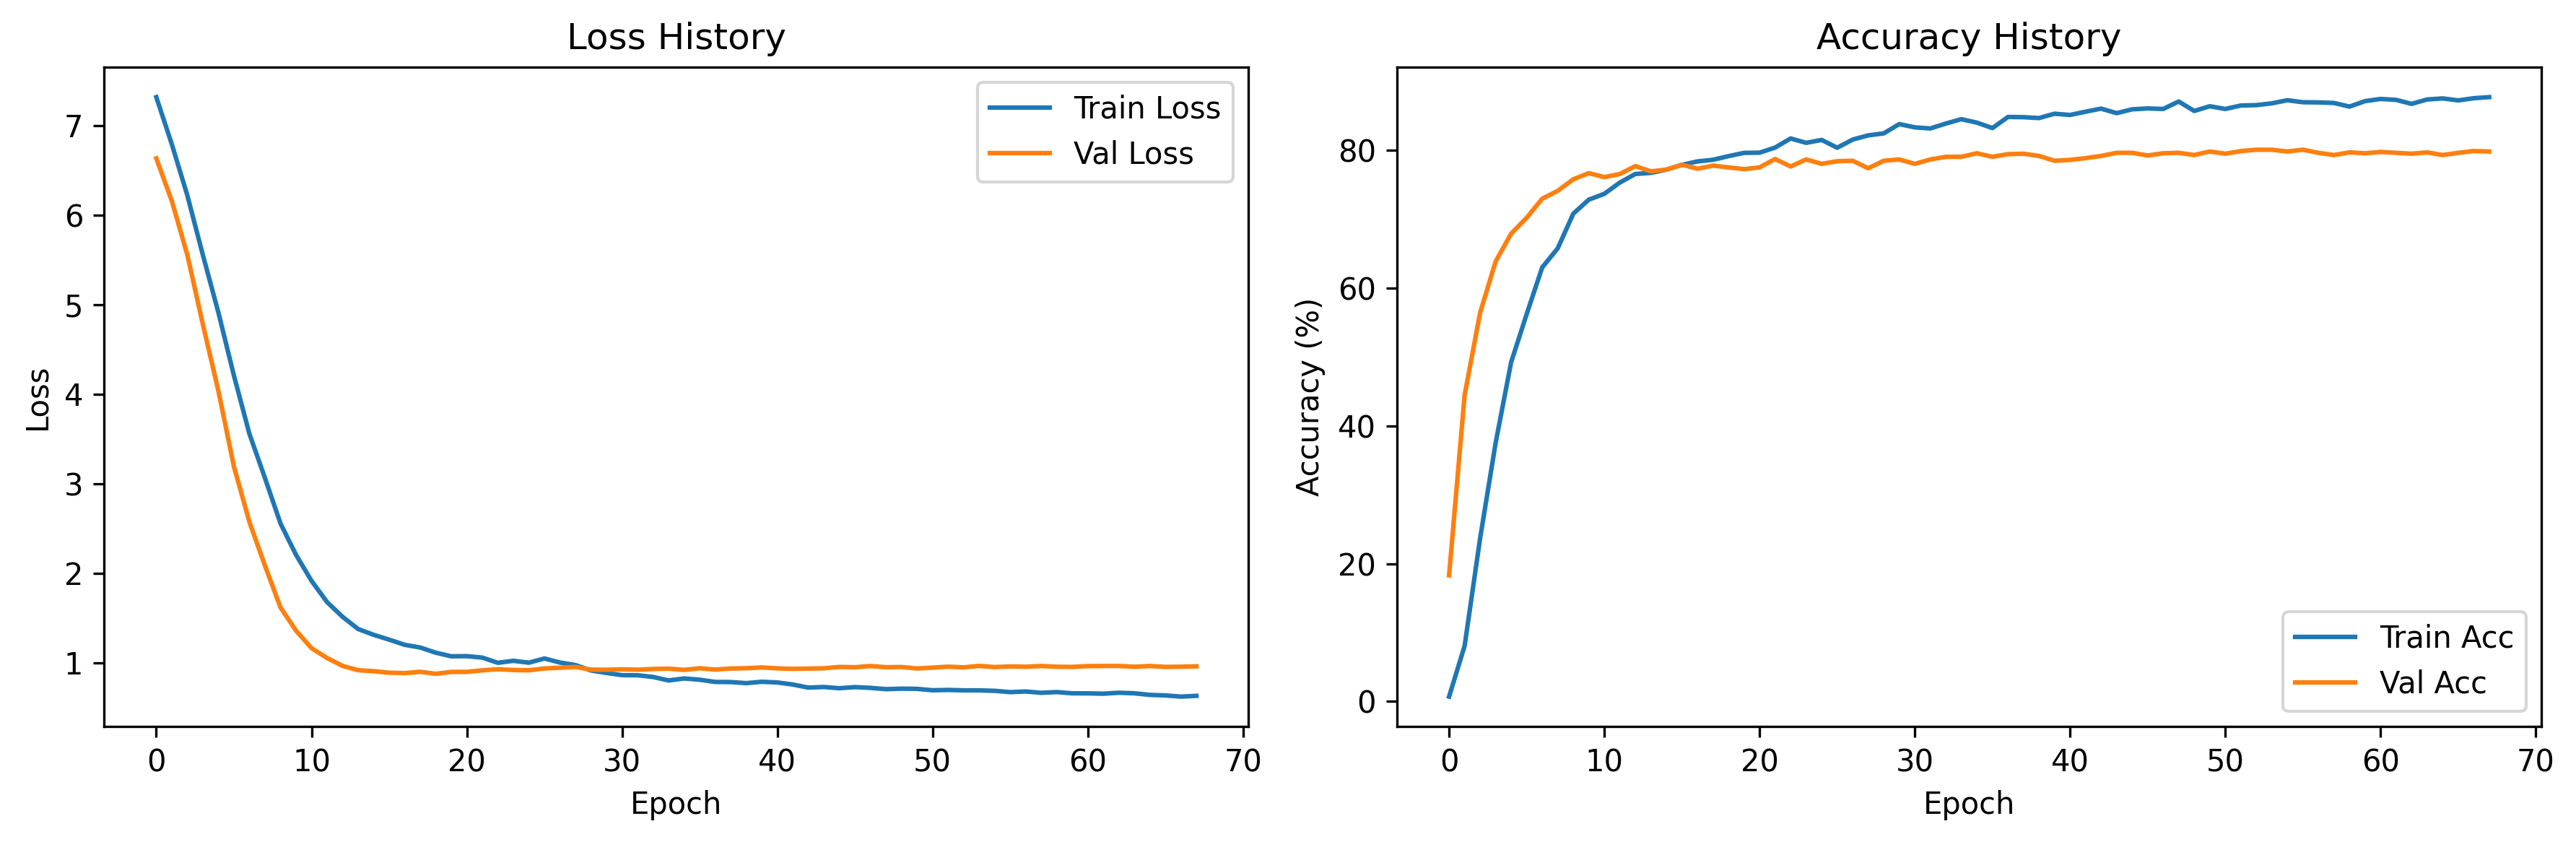 Loss History
Train Loss
Val Loss
7
6
5
4
3
2
1
Loss
0 10 20 30 40 50 60 70
Epoch
Accuracy History
80
60
40
20
0
Accuracy (%)
Train Acc
Val Acc
0 10 20 30 40 50 60 70
Epoch